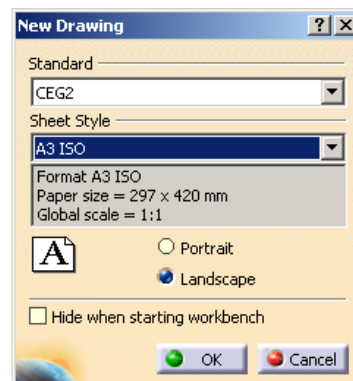 New Drawing
Standard
CEG2
Sheet Style
A3 ISO
Format A3 ISO
Paper size = 297 x 420 mm
Global scale = 1:1
A
Portrait
Landscape
Hide when starting workbench
OK Cancel